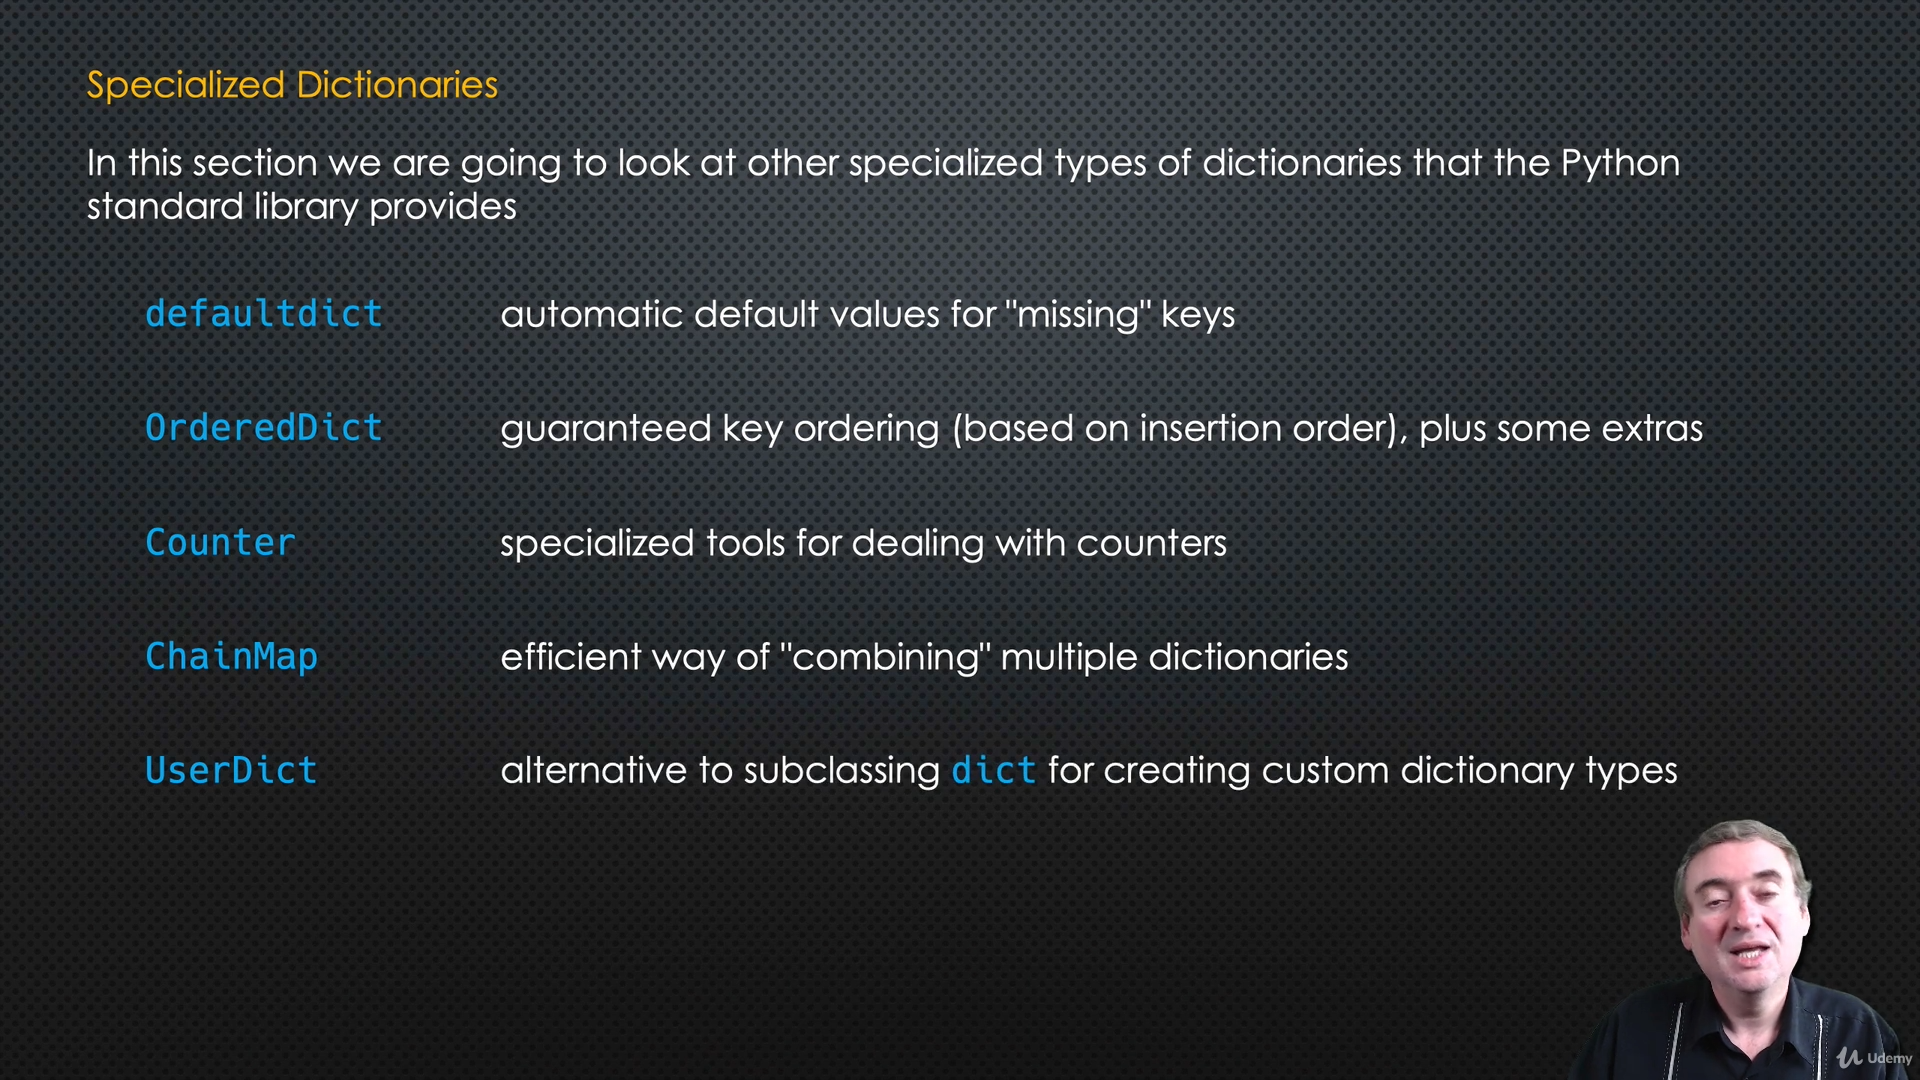 Specialized Dictionaries
In this section we are going to look at other specialized types of dictionaries that the Python
standard library provides
defaultdict automatic default values for "missing" keys
OrderedDict guaranteed key ordering (based on insertion order), plus some extras
Counter specialized tools for dealing with counters
ChainMap efficient way of "combining" multiple dictionaries
UserDict alternative to subclassing dict for creating custom dictionary types
Udemy